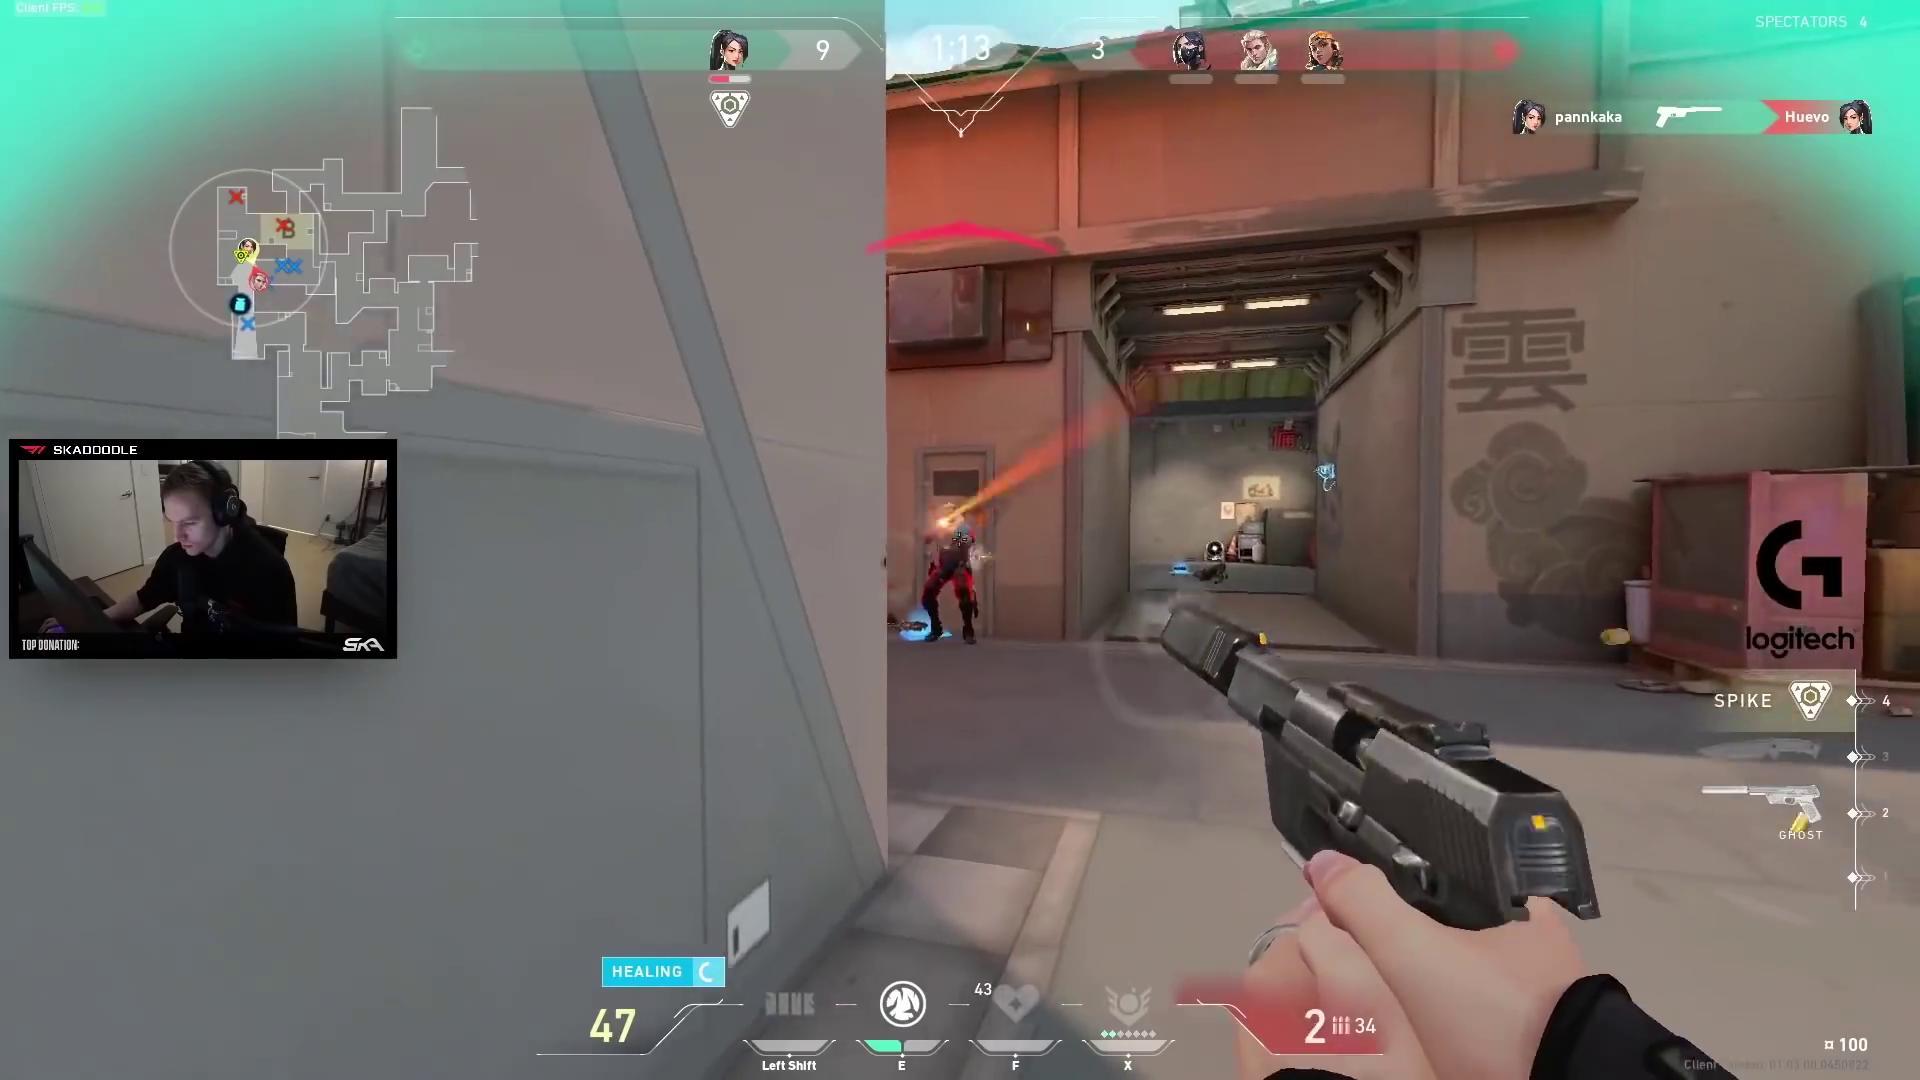 Client FPS:
9
1:13
3
SPECTATORS 4
pannkaka
Huevo
B
雲
SKADOODLE
TOP DONATION:
SKA
G
logitech
SPIKE
4
3
2
GHOST
1
HEALING
47
43
2
34
Left Shift
E
F
X
100